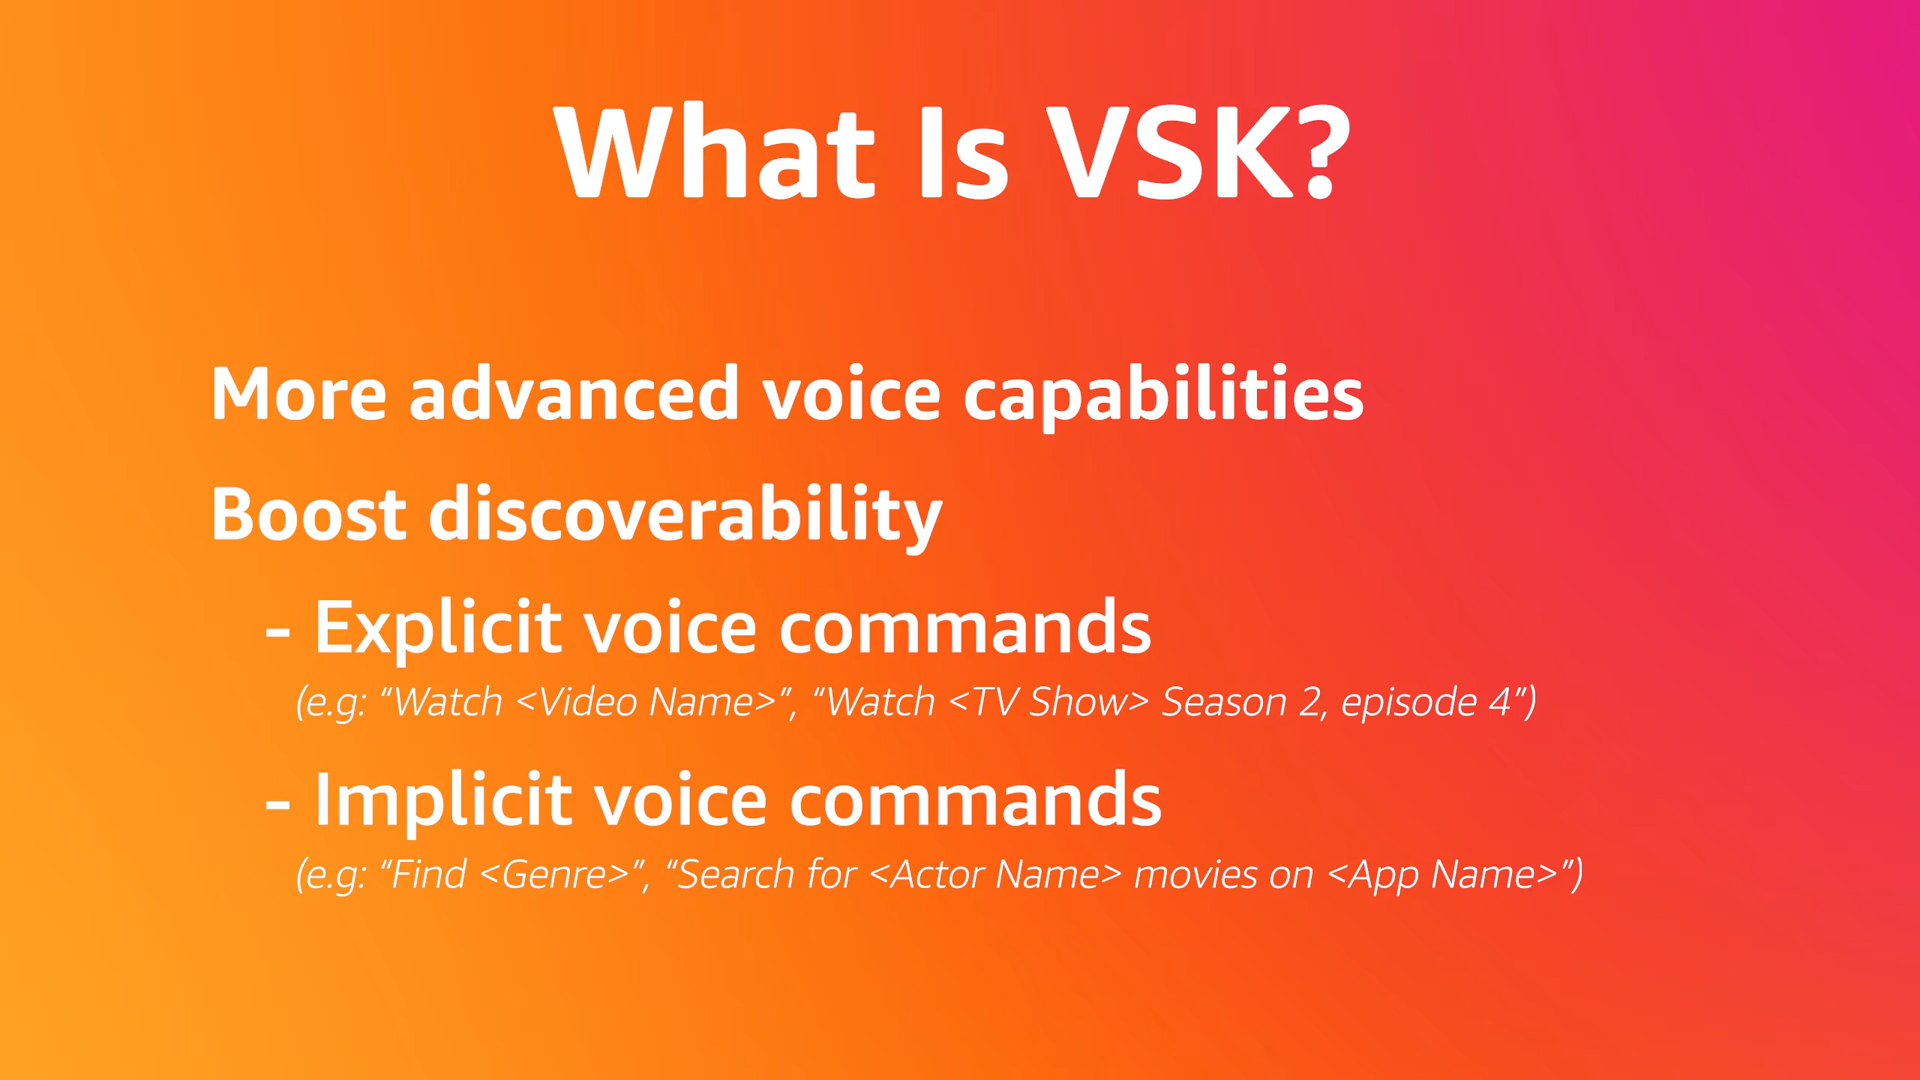 What Is VSK?
More advanced voice capabilities
Boost discoverability
- Explicit voice commands
(e.g: “Watch <Video Name>”, “Watch <TV Show> Season 2, episode 4”)
- Implicit voice commands
(e.g: “Find <Genre>”, “Search for <Actor Name> movies on <App Name>”)